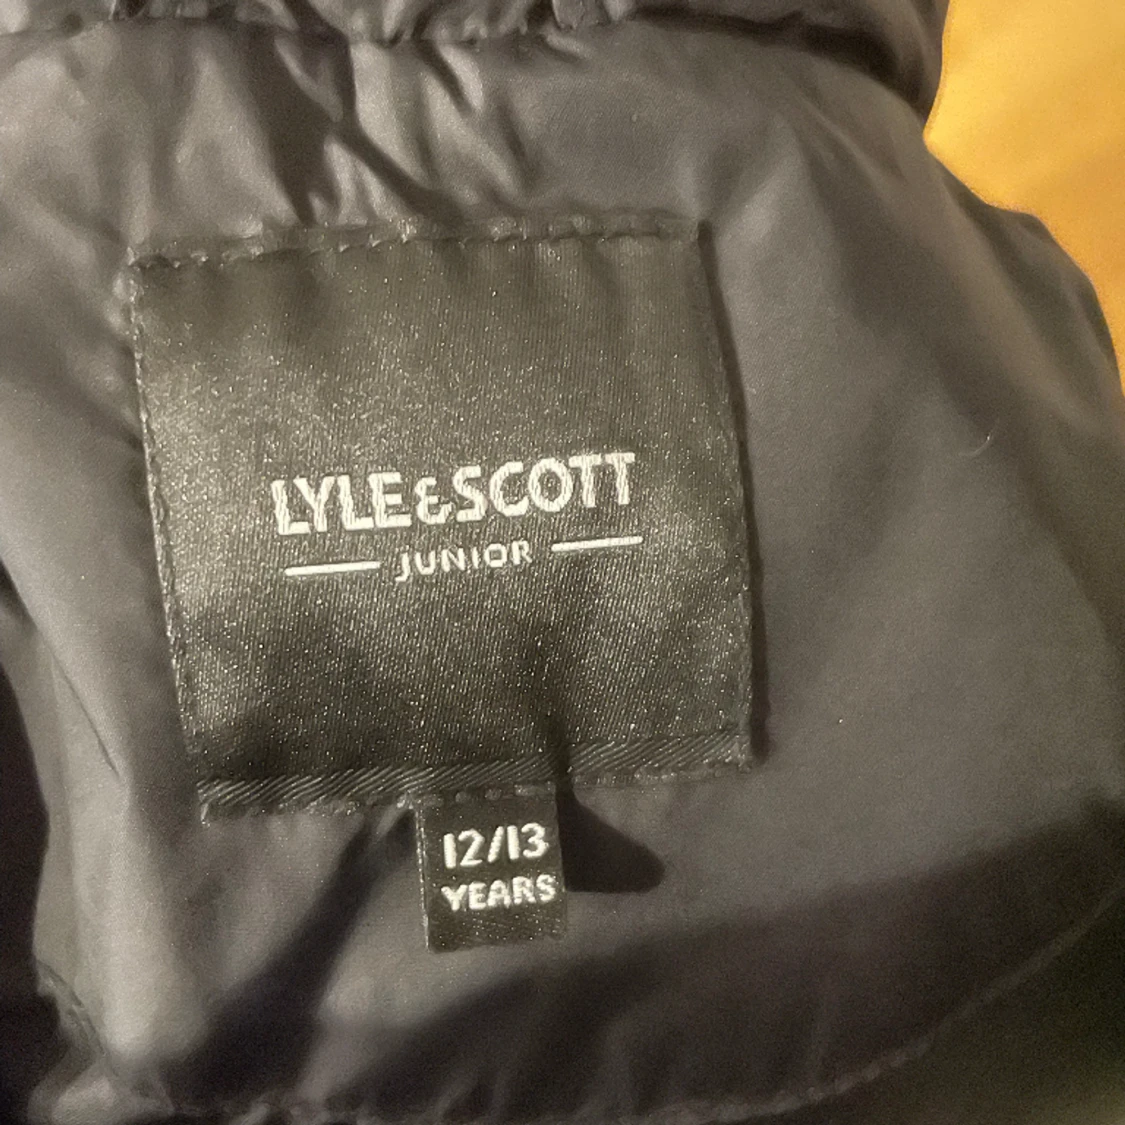 LYLE&SCOTT
JUNIOR
12/13
YEARS